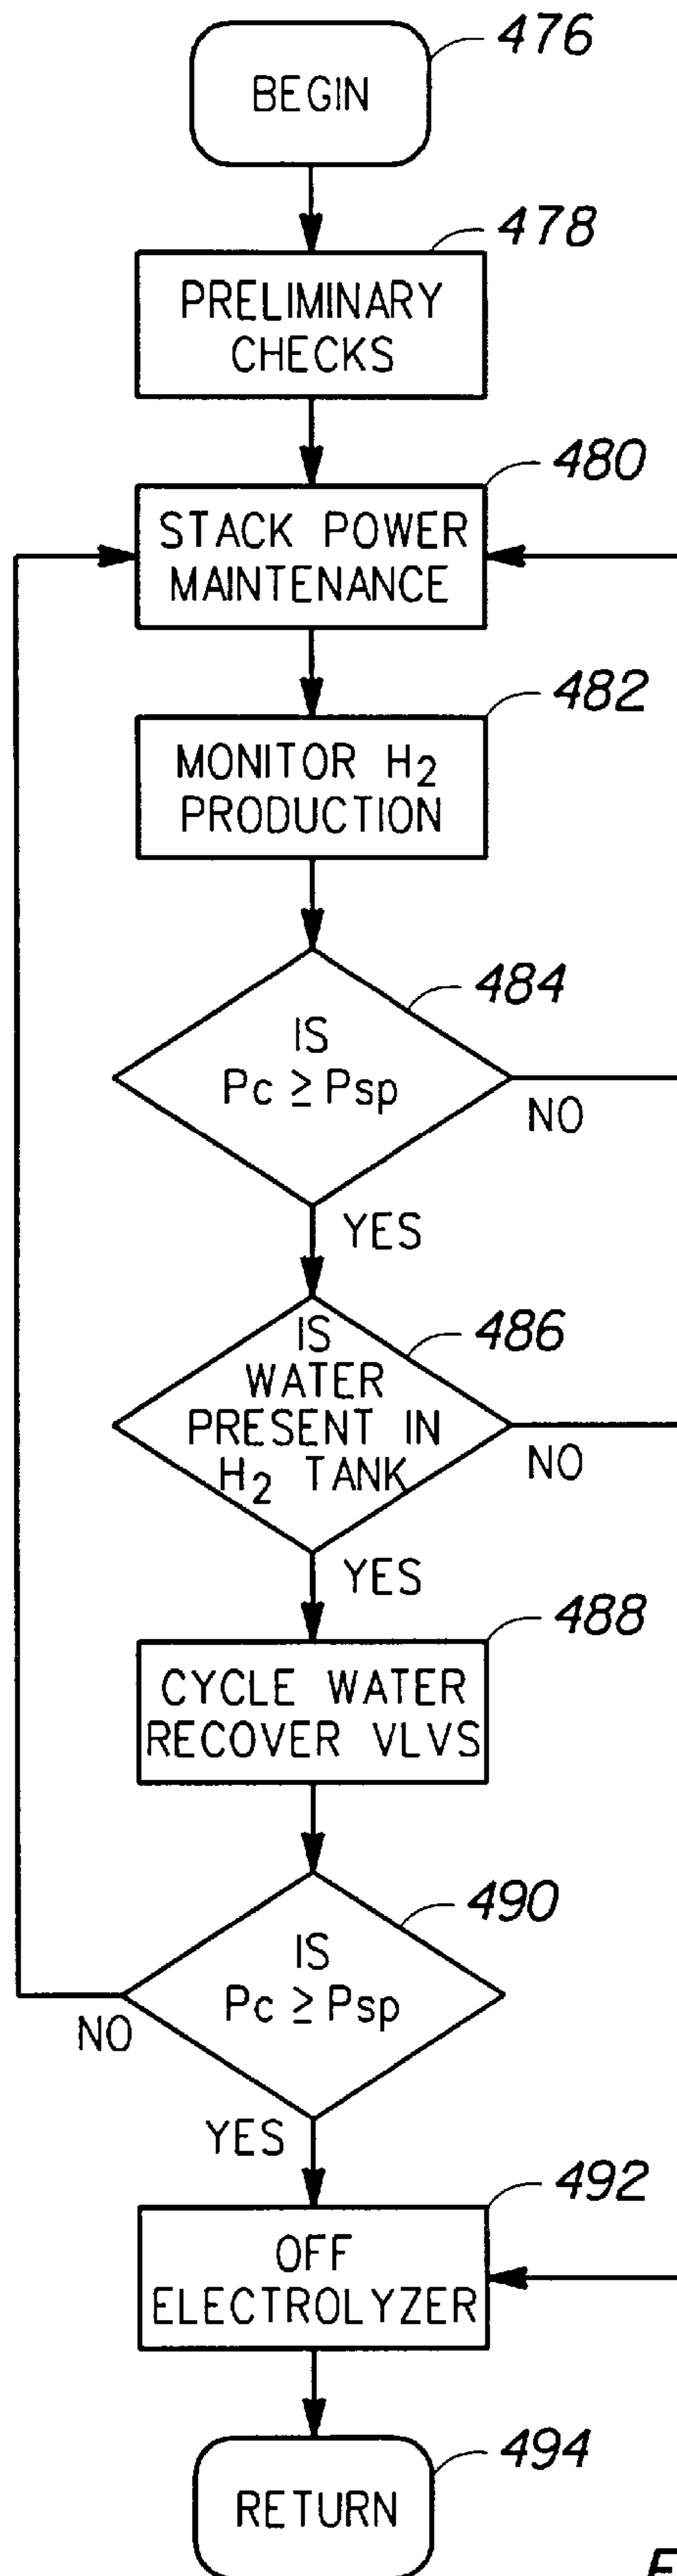 476
BEGIN
478
PRELIMINARY
CHECKS
480
STACK POWER
MAINTENANCE
482
MONITOR H2
PRODUCTION
484
IS
Pc ≥ Psp
NO
YES
486
IS
WATER
PRESENT IN
H2 TANK
NO
YES
488
CYCLE WATER
RECOVER VLVS
490
IS
Pc ≥ Psp
NO
YES
492
OFF
ELECTROLYZER
494
RETURN